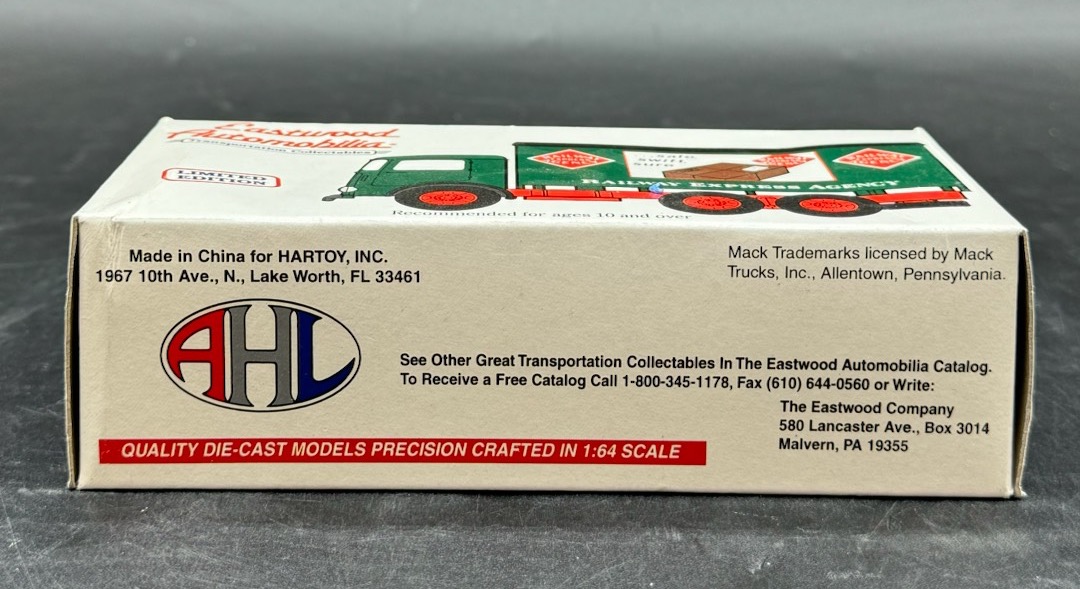 Eastwood
Automobilia
Transportation Collectables
LIMITED
EDITION
safe
swift
sure
RAILWAY EXPRESS AGENCY
Recommended for ages 10 and over
Made in China for HARTOY, INC.
1967 10th Ave., N., Lake Worth, FL 33461
Mack Trademarks licensed by Mack
Trucks, Inc., Allentown, Pennsylvania.
AHL
See Other Great Transportation Collectables In The Eastwood Automobilia Catalog.
To Receive a Free Catalog Call 1-800-345-1178, Fax (610) 644-0560 or Write:
The Eastwood Company
580 Lancaster Ave., Box 3014
Malvern, PA 19355
QUALITY DIE-CAST MODELS PRECISION CRAFTED IN 1:64 SCALE